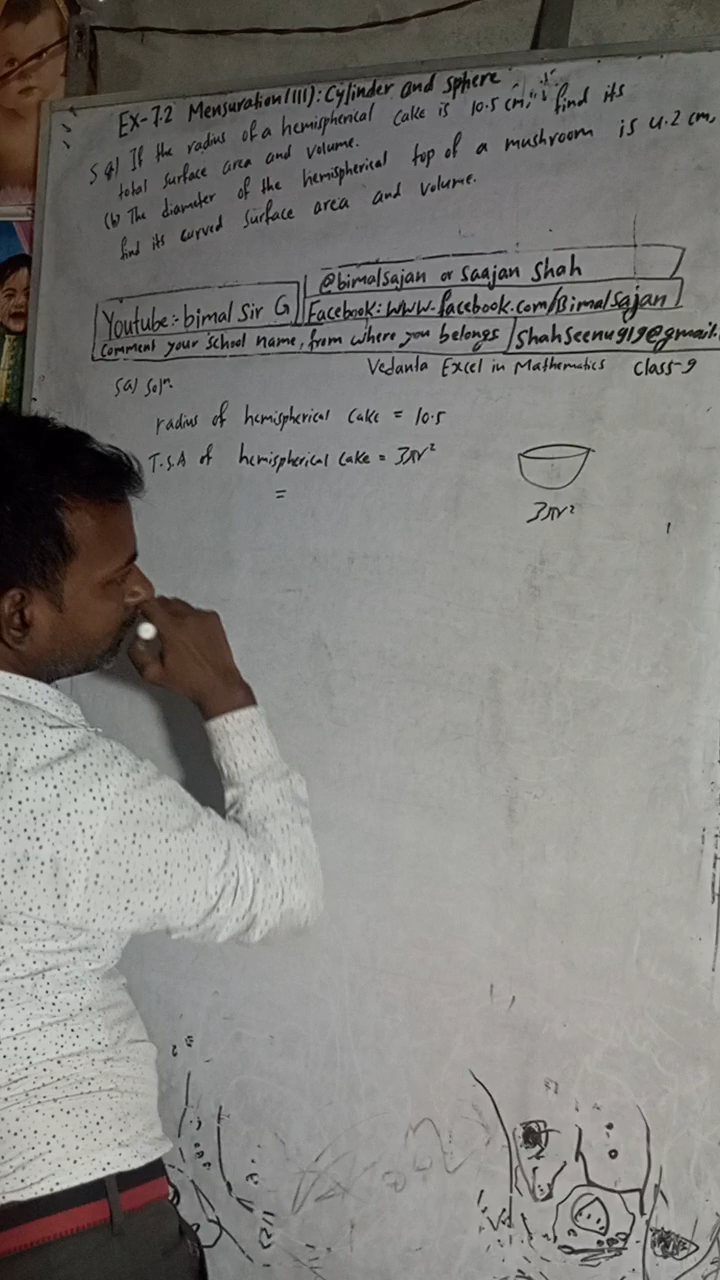 EX-7.2 Mensuration(III): Cylinder and sphere
5 a) If the radius of a hemispherical cake is 10.5 cm, find its
total surface area and volume.
(b) The diameter of the hemispherical top of a mushroom is 4.2 cm,
find its curved surface area and volume.
@bimalsajan or saajan shah
Youtube:- bimal sir G
Facebook: www.facebook.com/Bimalsajan
comment your school name, from where you belongs
shahseenu919@gmail.
Vedanta Excel in Mathematics class-9
5a) soln
radius of hemispherical cake = 10.5
T.S.A of hemispherical cake = 3πr²
=
3πr²